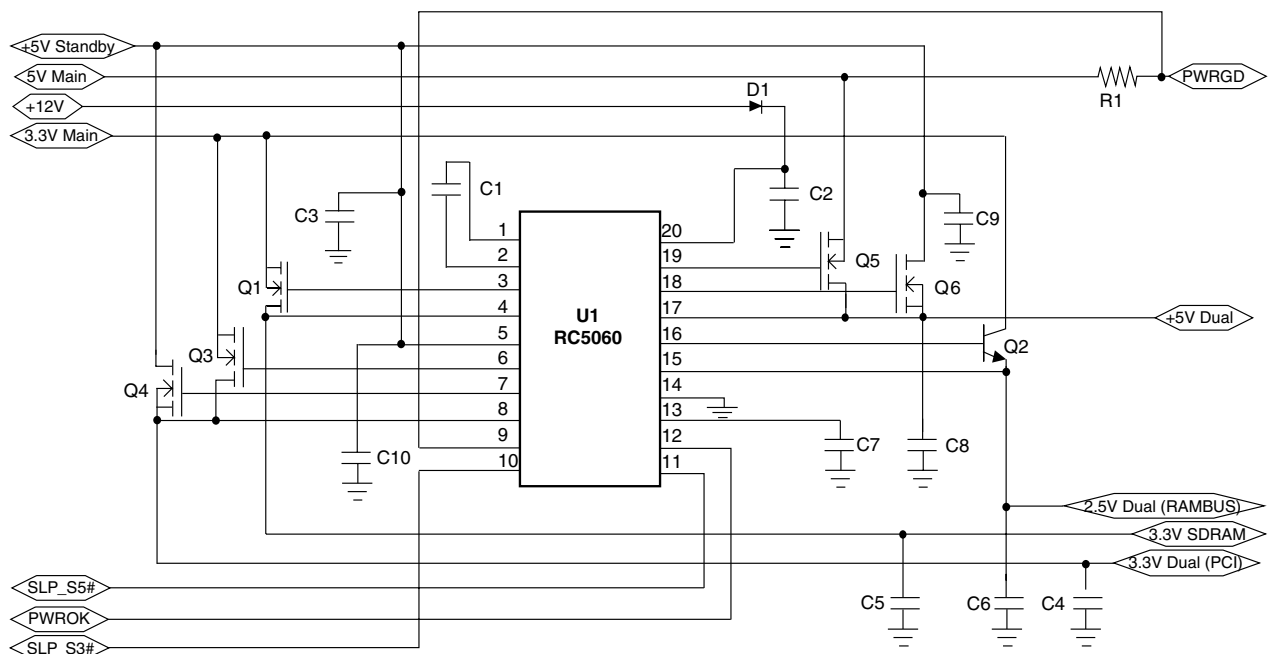 +5V Standby
5V Main
PWRGD
R1
D1
+12V
3.3V Main
C1
C2
C3
C9
1
20
2
19
Q5
3
18
Q1
Q6
4
17
+5V Dual
U1
RC5060
5
16
Q2
Q3
6
15
Q4
7
14
8
13
9
12
C10
C7
C8
10
11
2.5V Dual (RAMBUS)
3.3V SDRAM
3.3V Dual (PCI)
SLP_S5#
C5
C6
C4
PWROK
SLP_S3#